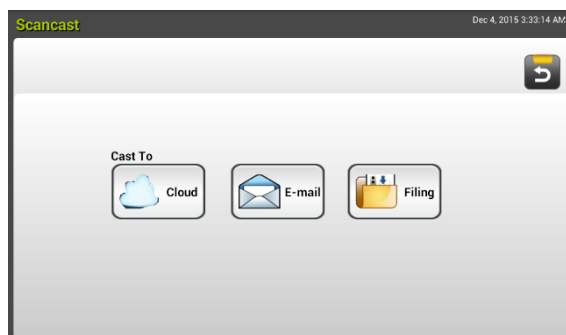 Scancast
Dec 4, 2015 3:33:14 AM
Cast To
Cloud
E-mail
Filing